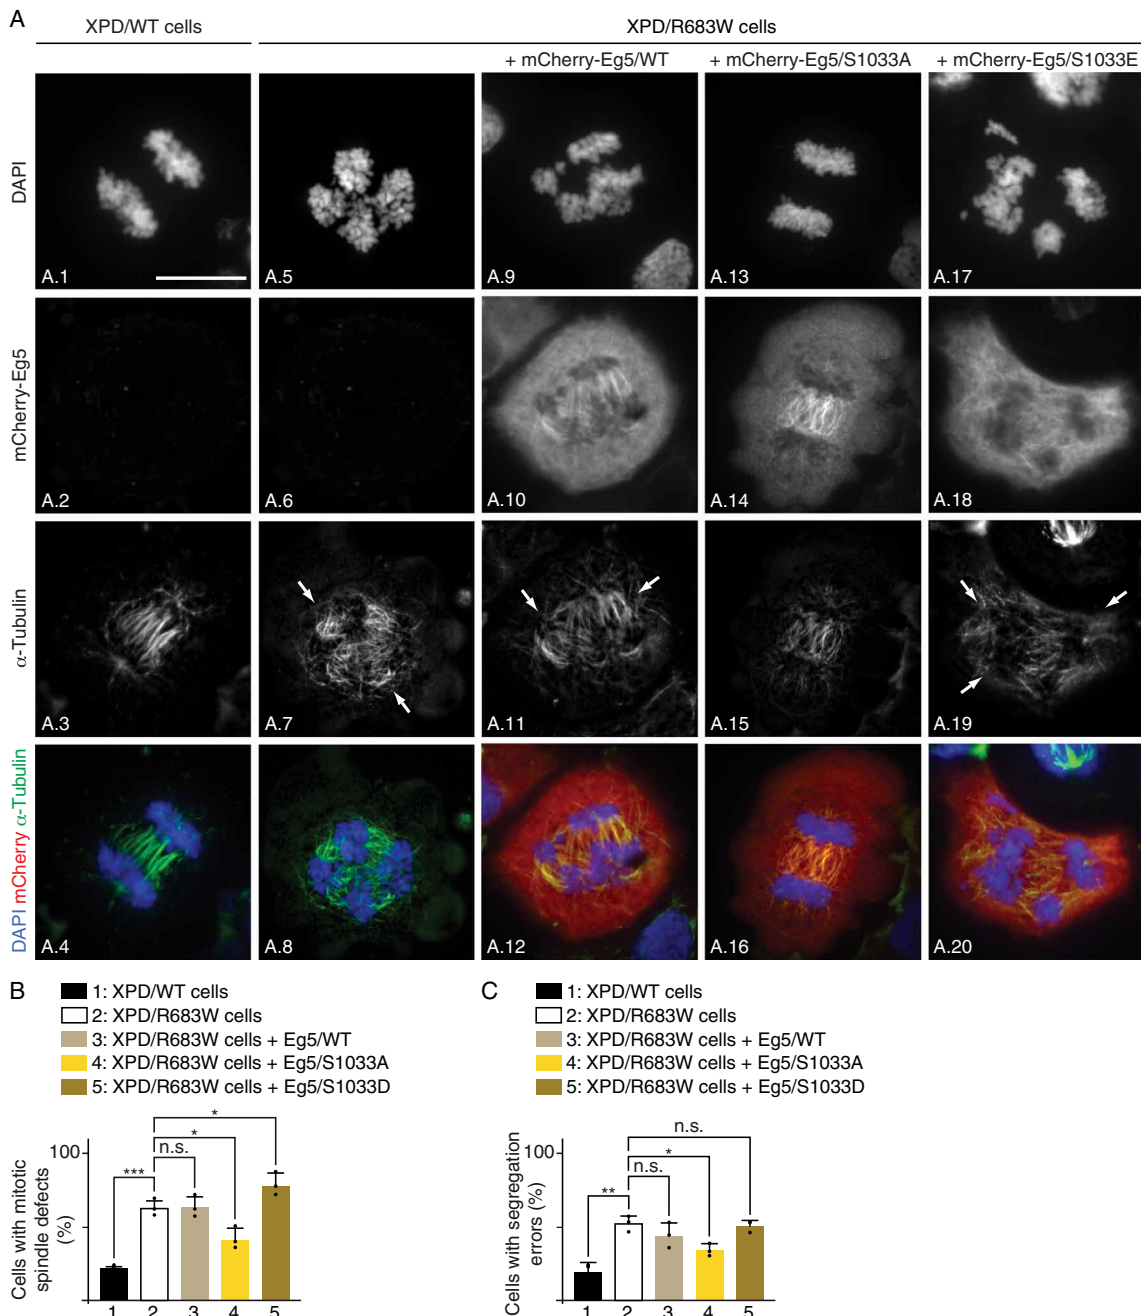 A
XPD/WT cells
XPD/R683W cells
+ mCherry-Eg5/WT
+ mCherry-Eg5/S1033A
+ mCherry-Eg5/S1033E
DAPI
A.1
A.5
A.9
A.13
A.17
mCherry-Eg5
A.2
A.6
A.10
A.14
A.18
α-Tubulin
A.3
A.7
A.11
A.15
A.19
DAPI mCherry α-Tubulin
A.4
A.8
A.12
A.16
A.20
B
1: XPD/WT cells
2: XPD/R683W cells
3: XPD/R683W cells + Eg5/WT
4: XPD/R683W cells + Eg5/S1033A
5: XPD/R683W cells + Eg5/S1033D
Cells with mitotic
spindle defects
(%)
100
***
n.s.
*
*
1 2 3 4 5
C
1: XPD/WT cells
2: XPD/R683W cells
3: XPD/R683W cells + Eg5/WT
4: XPD/R683W cells + Eg5/S1033A
5: XPD/R683W cells + Eg5/S1033D
Cells with segregation
errors (%)
100
**
n.s.
*
n.s.
1 2 3 4 5